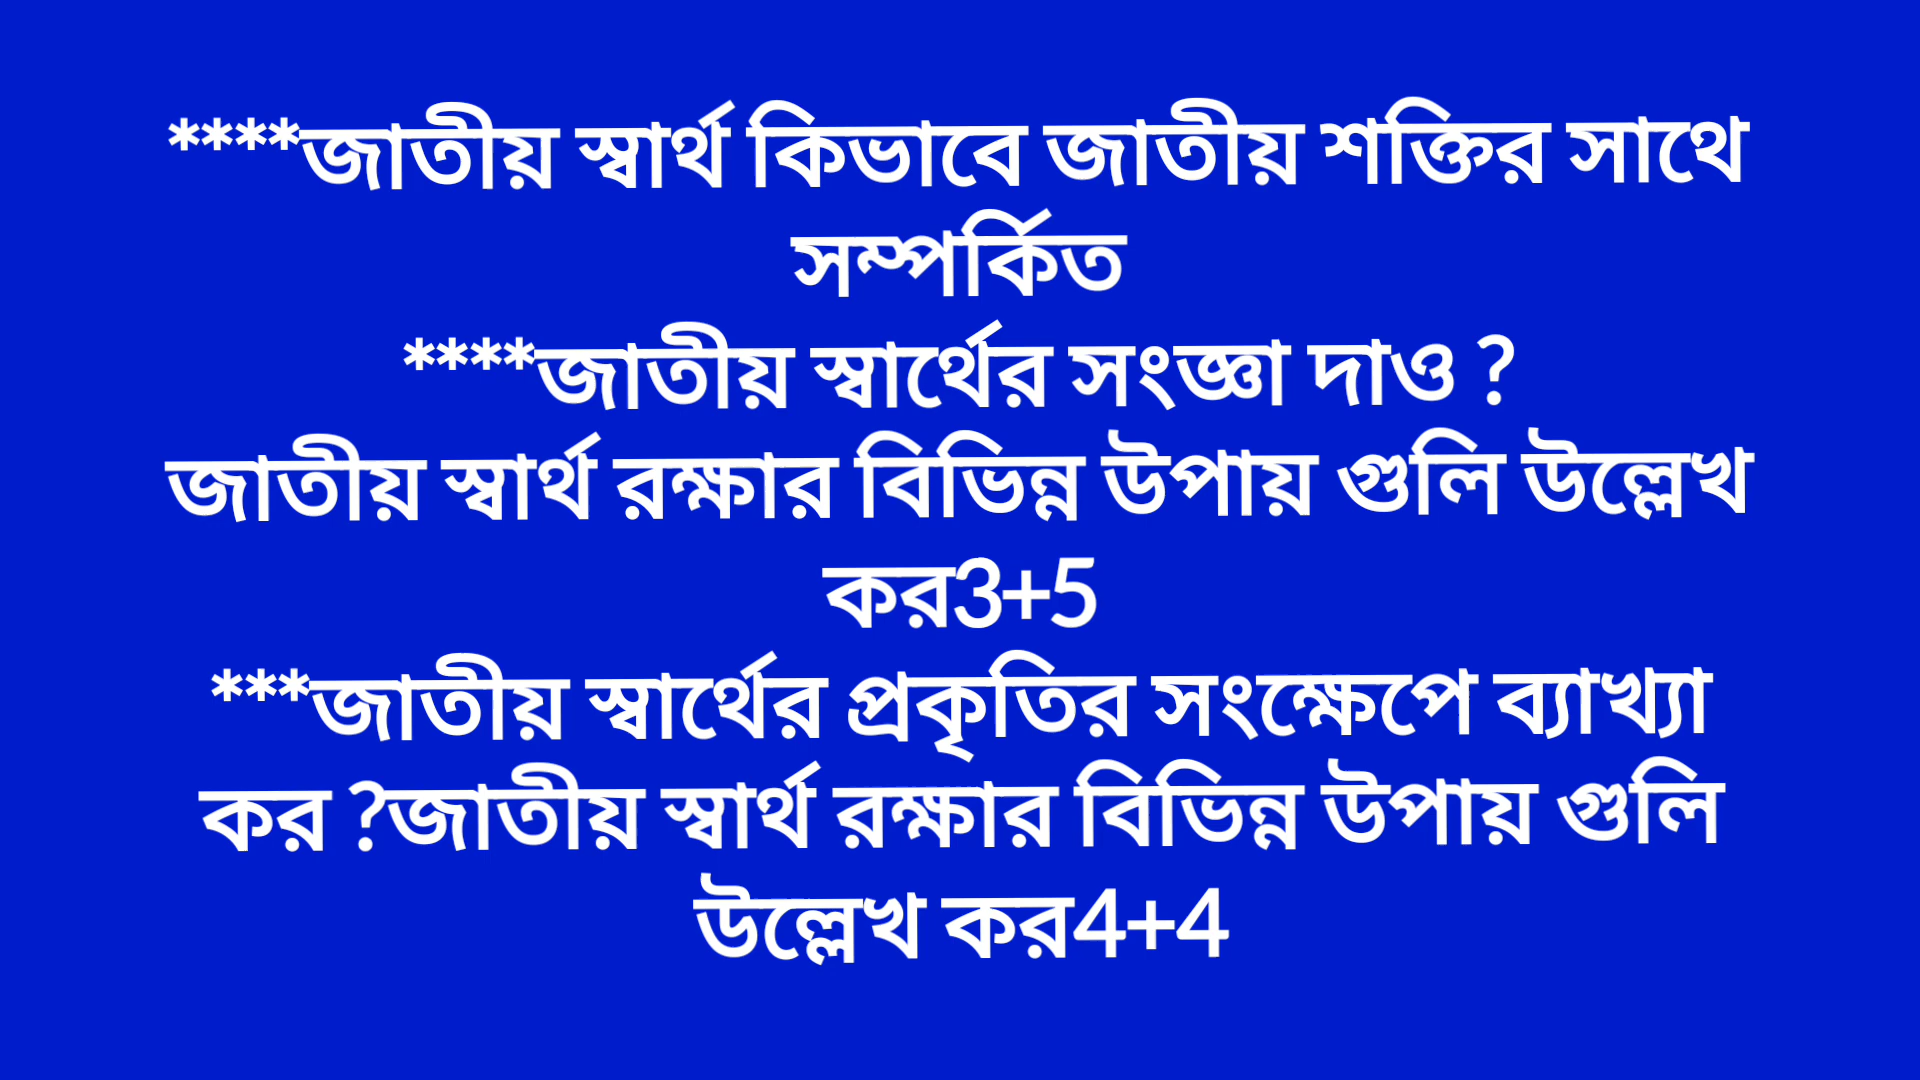 ****জাতীয় স্বার্থ কিভাবে জাতীয় শক্তির সাথে
সম্পর্কিত
****জাতীয় স্বার্থের সংজ্ঞা দাও ?
জাতীয় স্বার্থ রক্ষার বিভিন্ন উপায় গুলি উল্লেখ
কর3+5
***জাতীয় স্বার্থের প্রকৃতির সংক্ষেপে ব্যাখ্যা
কর ?জাতীয় স্বার্থ রক্ষার বিভিন্ন উপায় গুলি
উল্লেখ কর4+4